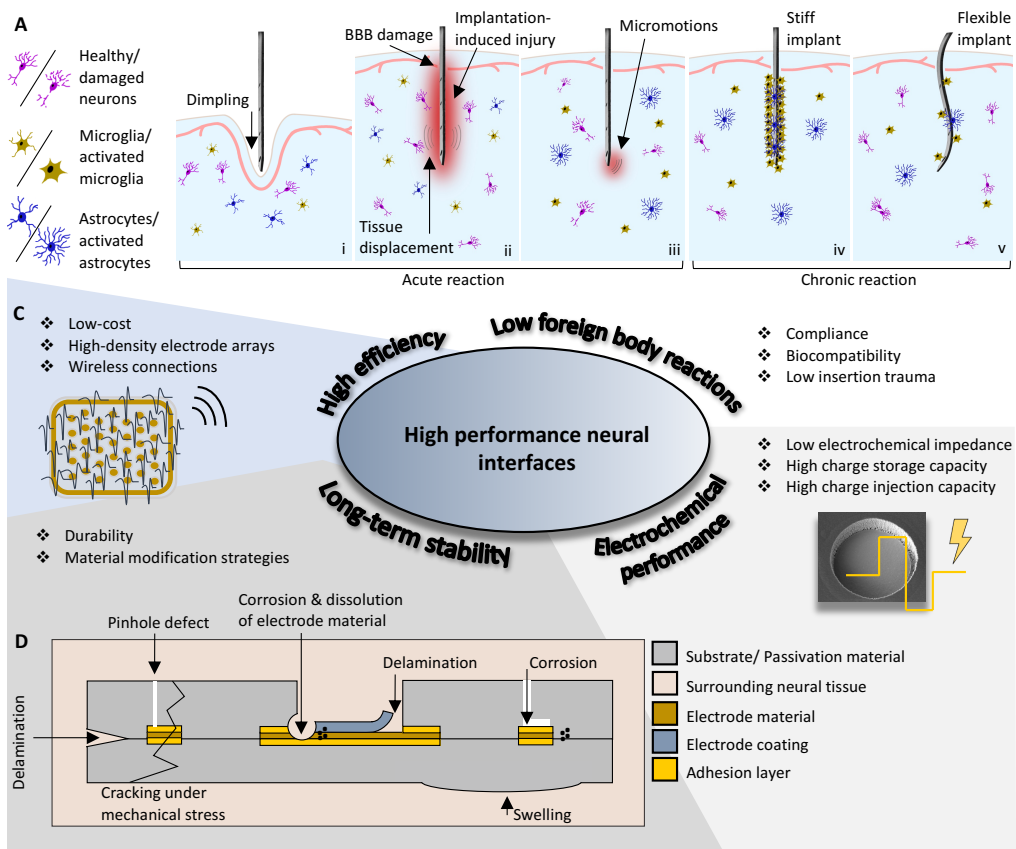 A
Healthy/
damaged
neurons
Microglia/
activated
microglia
Astrocytes/
activated
astrocytes
Dimpling
i
BBB damage
Implantation-
induced injury
Tissue
displacement
ii
Micromotions
iii
Stiff
implant
iv
Flexible
implant
v
Acute reaction
Chronic reaction
C
❖ Low-cost
❖ High-density electrode arrays
❖ Wireless connections
High efficiency
Low foreign body reactions
❖ Compliance
❖ Biocompatibility
❖ Low insertion trauma
High performance neural
interfaces
❖ Low electrochemical impedance
❖ High charge storage capacity
❖ High charge injection capacity
Long-term stability
Electrochemical
performance
❖ Durability
❖ Material modification strategies
D
Pinhole defect
Corrosion & dissolution
of electrode material
Delamination
Corrosion
Delamination
Cracking under
mechanical stress
Swelling
Substrate/ Passivation material
Surrounding neural tissue
Electrode material
Electrode coating
Adhesion layer